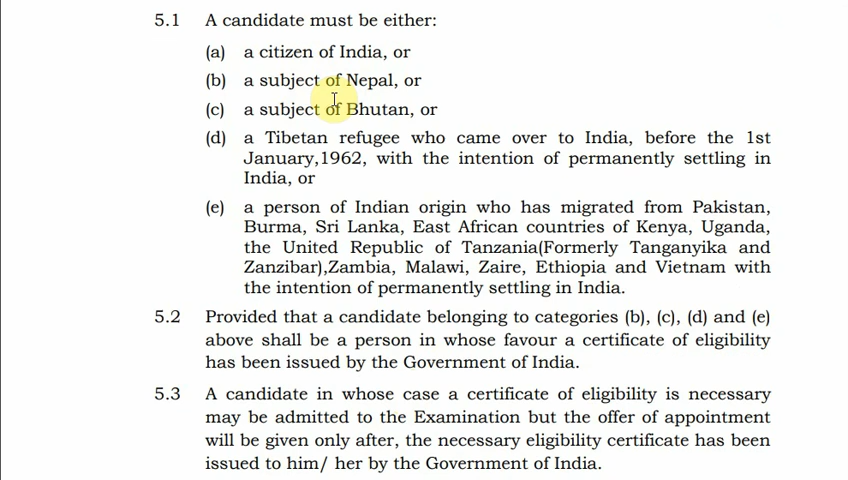 5.1 A candidate must be either:
(a) a citizen of India, or
(b) a subject of Nepal, or
(c) a subject of Bhutan, or
(d) a Tibetan refugee who came over to India, before the 1st
January,1962, with the intention of permanently settling in
India, or
(e) a person of Indian origin who has migrated from Pakistan,
Burma, Sri Lanka, East African countries of Kenya, Uganda,
the United Republic of Tanzania(Formerly Tanganyika and
Zanzibar),Zambia, Malawi, Zaire, Ethiopia and Vietnam with
the intention of permanently settling in India.
5.2 Provided that a candidate belonging to categories (b), (c), (d) and (e)
above shall be a person in whose favour a certificate of eligibility
has been issued by the Government of India.
5.3 A candidate in whose case a certificate of eligibility is necessary
may be admitted to the Examination but the offer of appointment
will be given only after, the necessary eligibility certificate has been
issued to him/ her by the Government of India.